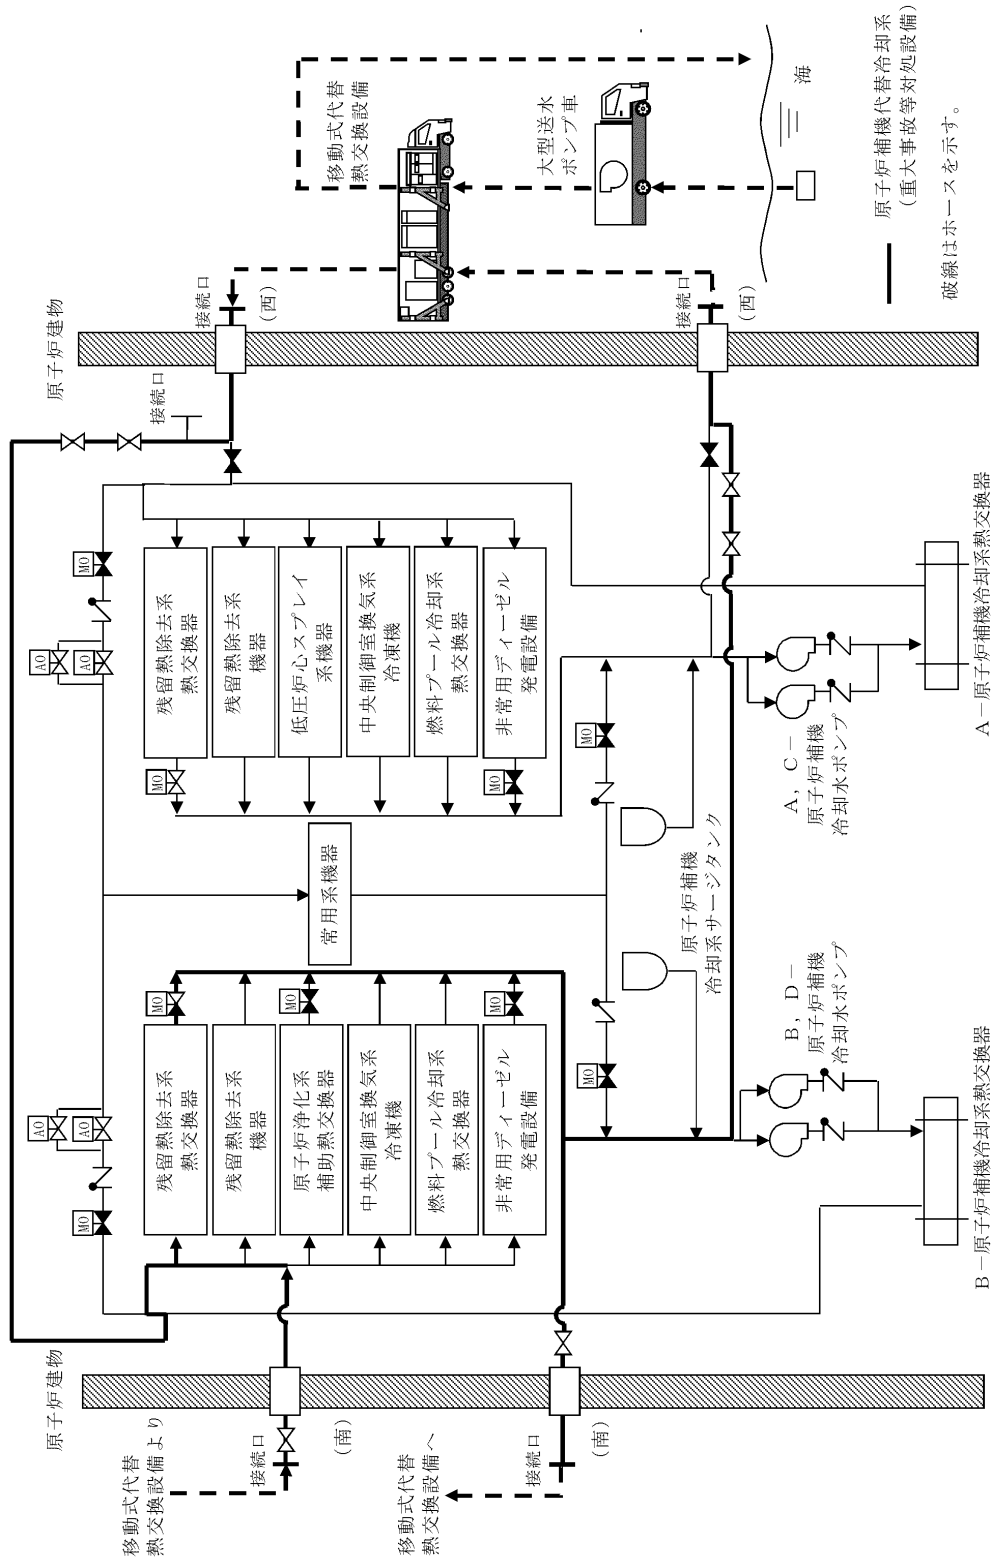 原子炉建物
移動式代替
熱交換設備より
接続口
(南)
移動式代替
熱交換設備へ
接続口
(南)
MO
AO
AO
残留熱除去系
熱交換器
残留熱除去系
機器
原子炉浄化系
補助熱交換器
中央制御室換気系
冷凍機
燃料プール冷却系
熱交換器
非常用ディーゼル
発電設備
MO
MO
MO
常用系機器
MO
AO
AO
残留熱除去系
熱交換器
残留熱除去系
機器
低圧炉心スプレイ
系機器
中央制御室換気系
冷凍機
燃料プール冷却系
熱交換器
非常用ディーゼル
発電設備
MO
MO
MO
MO
原子炉補機
冷却系サージタンク
B, D－
原子炉補機
冷却水ポンプ
B－原子炉補機冷却系熱交換器
A, C－
原子炉補機
冷却水ポンプ
A－原子炉補機冷却系熱交換器
原子炉建物
接続口
接続口
(西)
接続口
(西)
移動式代替
熱交換設備
大型送水
ポンプ車
海
原子炉補機代替冷却系
(重大事故等対処設備)
破線はホースを示す。